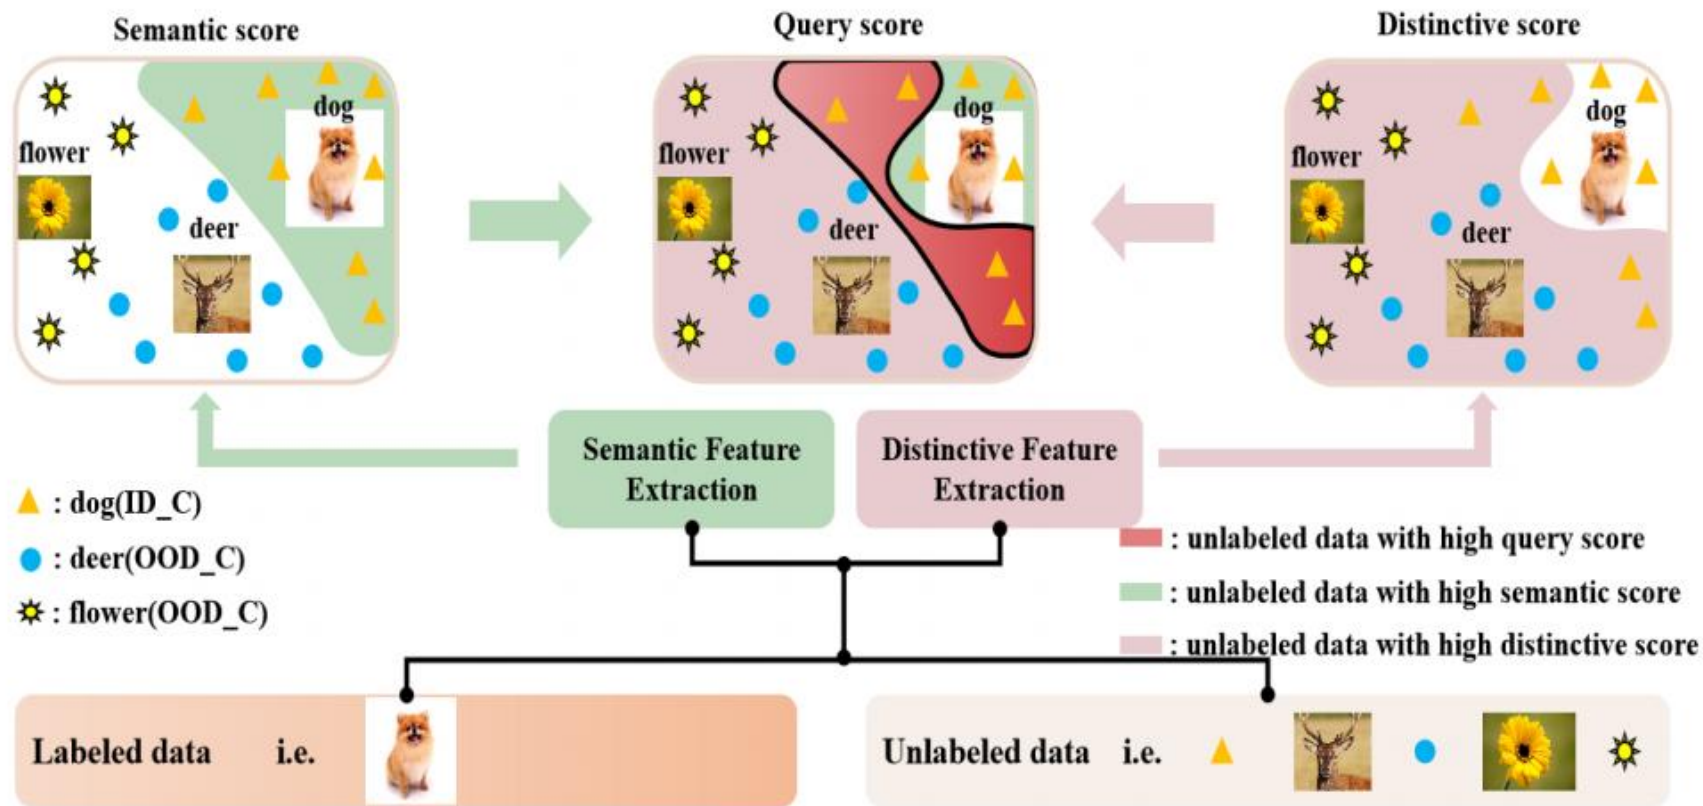 Semantic score
Query score
Distinctive score
dog
flower
deer
dog
flower
deer
dog
flower
deer
Semantic Feature
Extraction
Distinctive Feature
Extraction
: dog(ID_C)
: deer(OOD_C)
: flower(OOD_C)
: unlabeled data with high query score
: unlabeled data with high semantic score
: unlabeled data with high distinctive score
Labeled data i.e.
Unlabeled data i.e.